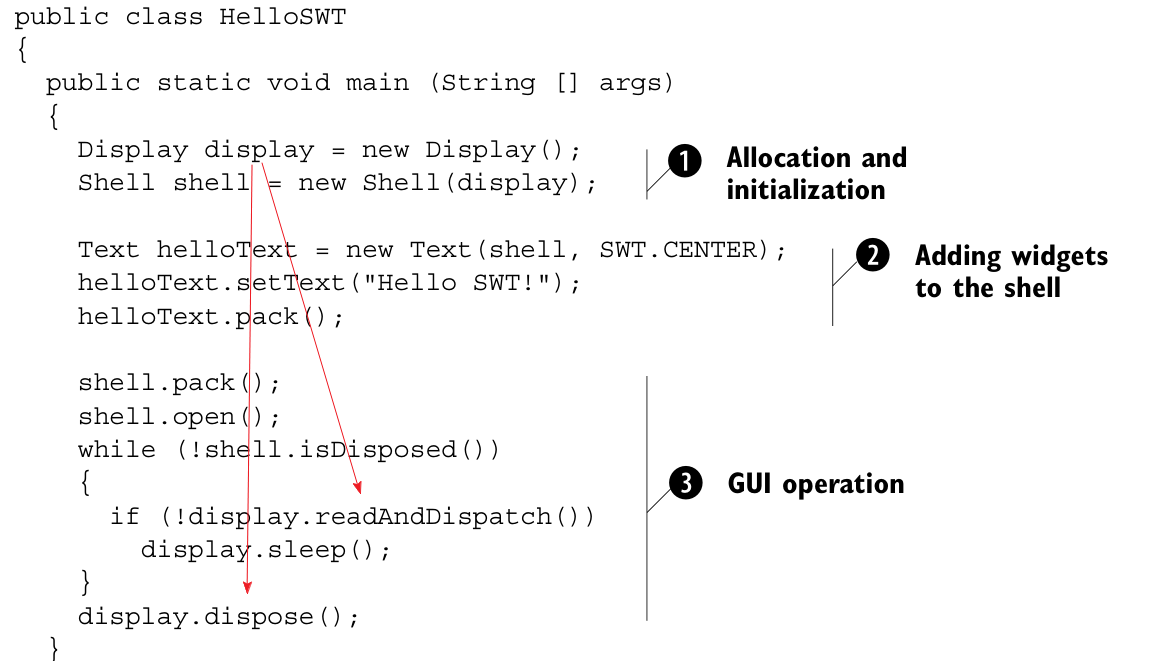 public class HelloSWT
{
  public static void main (String [] args)
  {
    Display display = new Display();
    Shell shell = new Shell(display);
1 Allocation and
initialization
    Text helloText = new Text(shell, SWT.CENTER);
    helloText.setText("Hello SWT!");
    helloText.pack();
2 Adding widgets
to the shell
    shell.pack();
    shell.open();
    while (!shell.isDisposed())
    {
      if (!display.readAndDispatch())
        display.sleep();
    }
    display.dispose();
3 GUI operation
  }